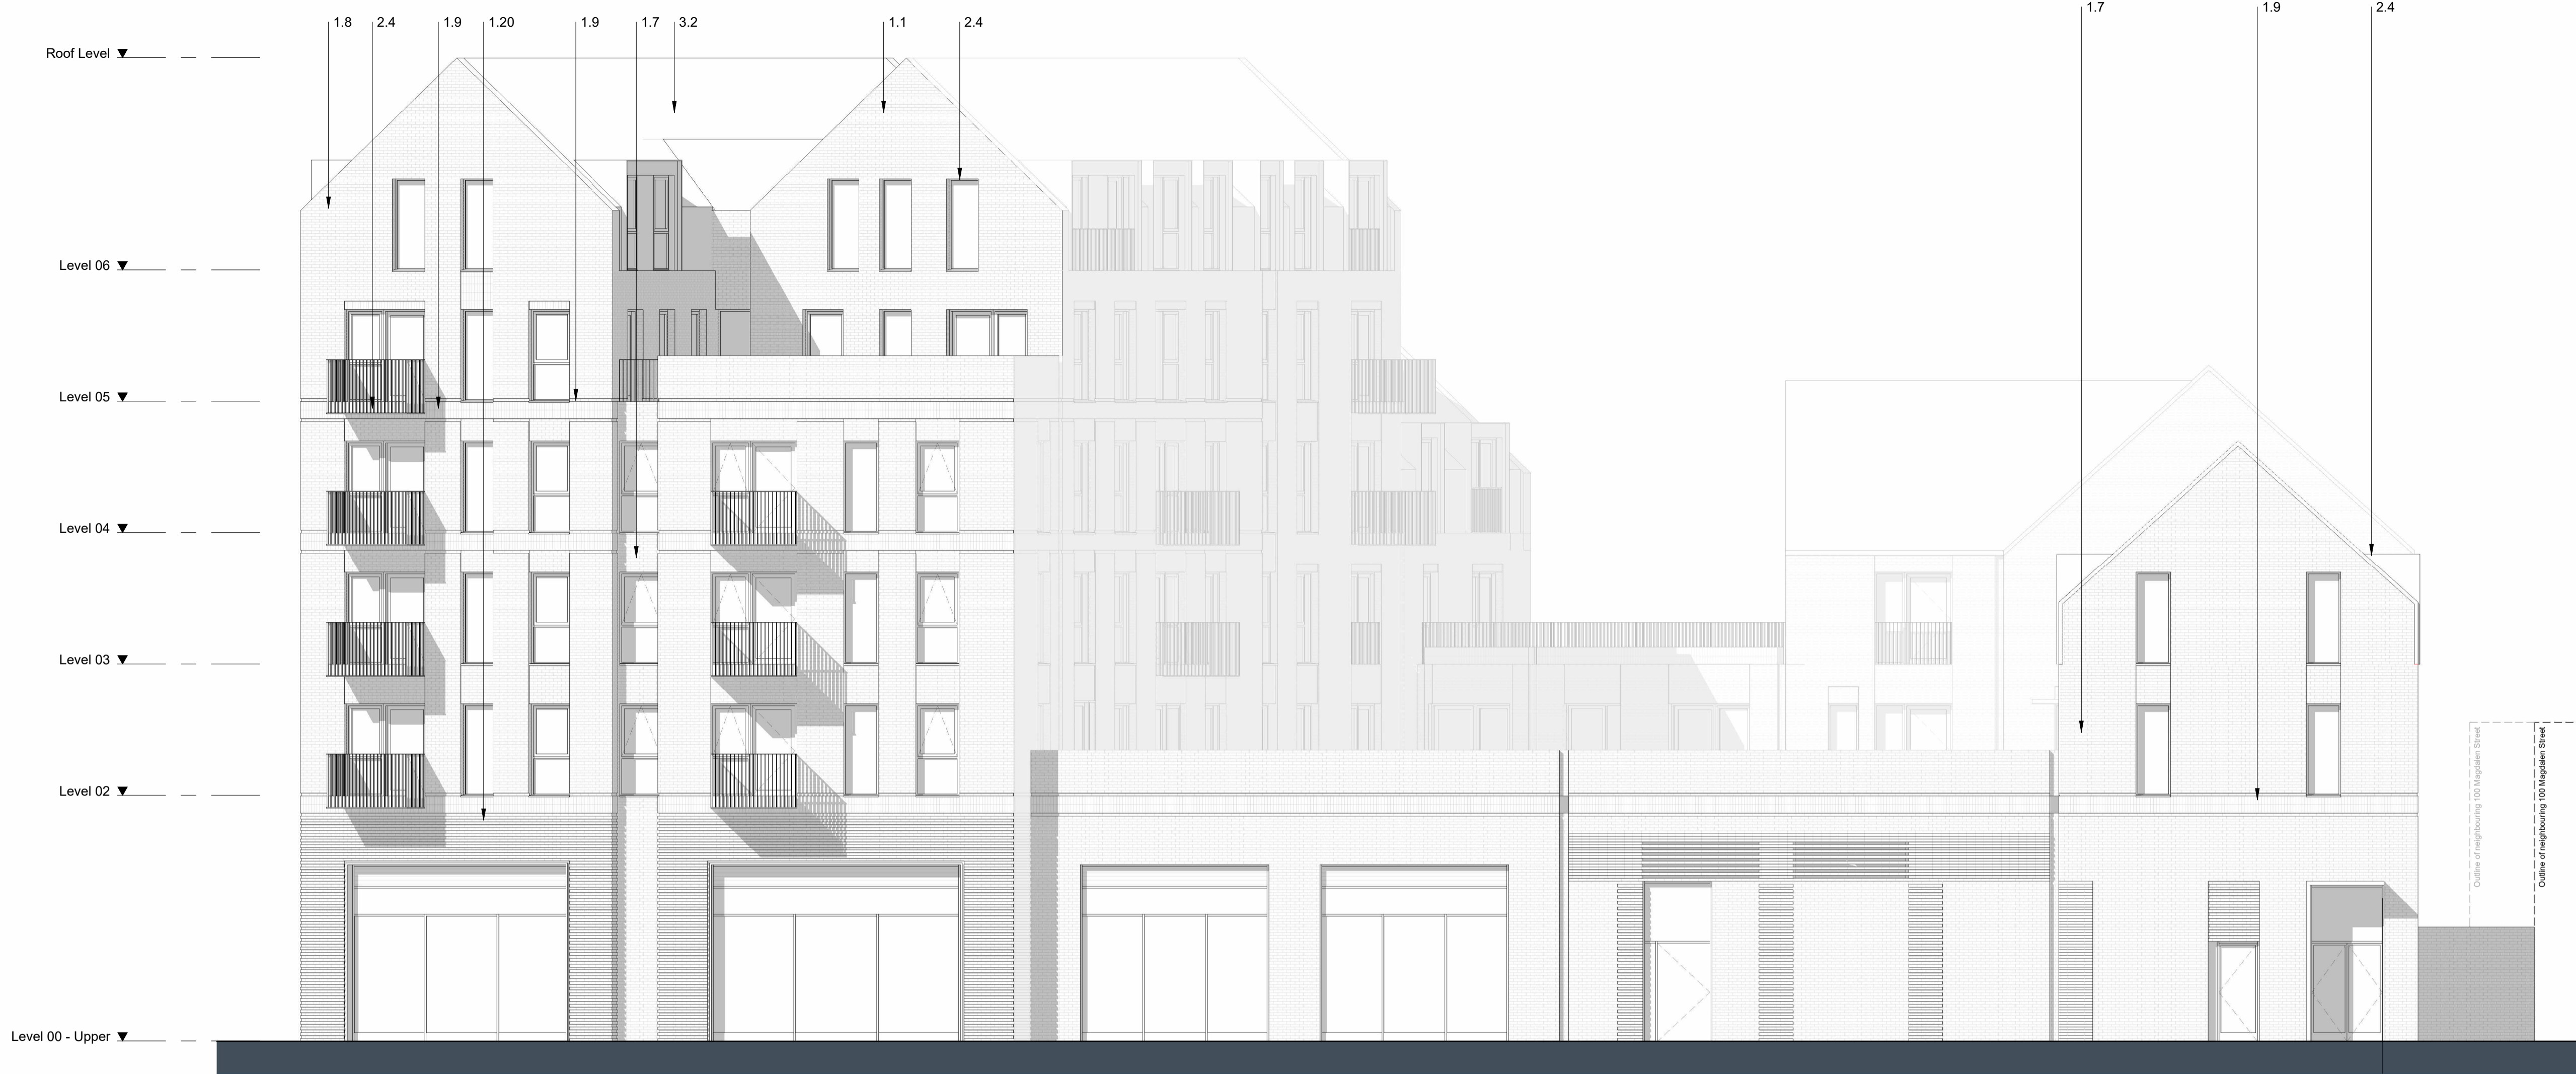 1.8 2.4 1.9 1.20 1.9 1.7 3.2 1.1 2.4 1.7 1.9 2.4
Roof Level
Level 06
Level 05
Level 04
Level 03
Level 02
Level 00 - Upper
Outline of neighbouring 100 Magdalen Street
Outline of neighbouring 100 Magdalen Street